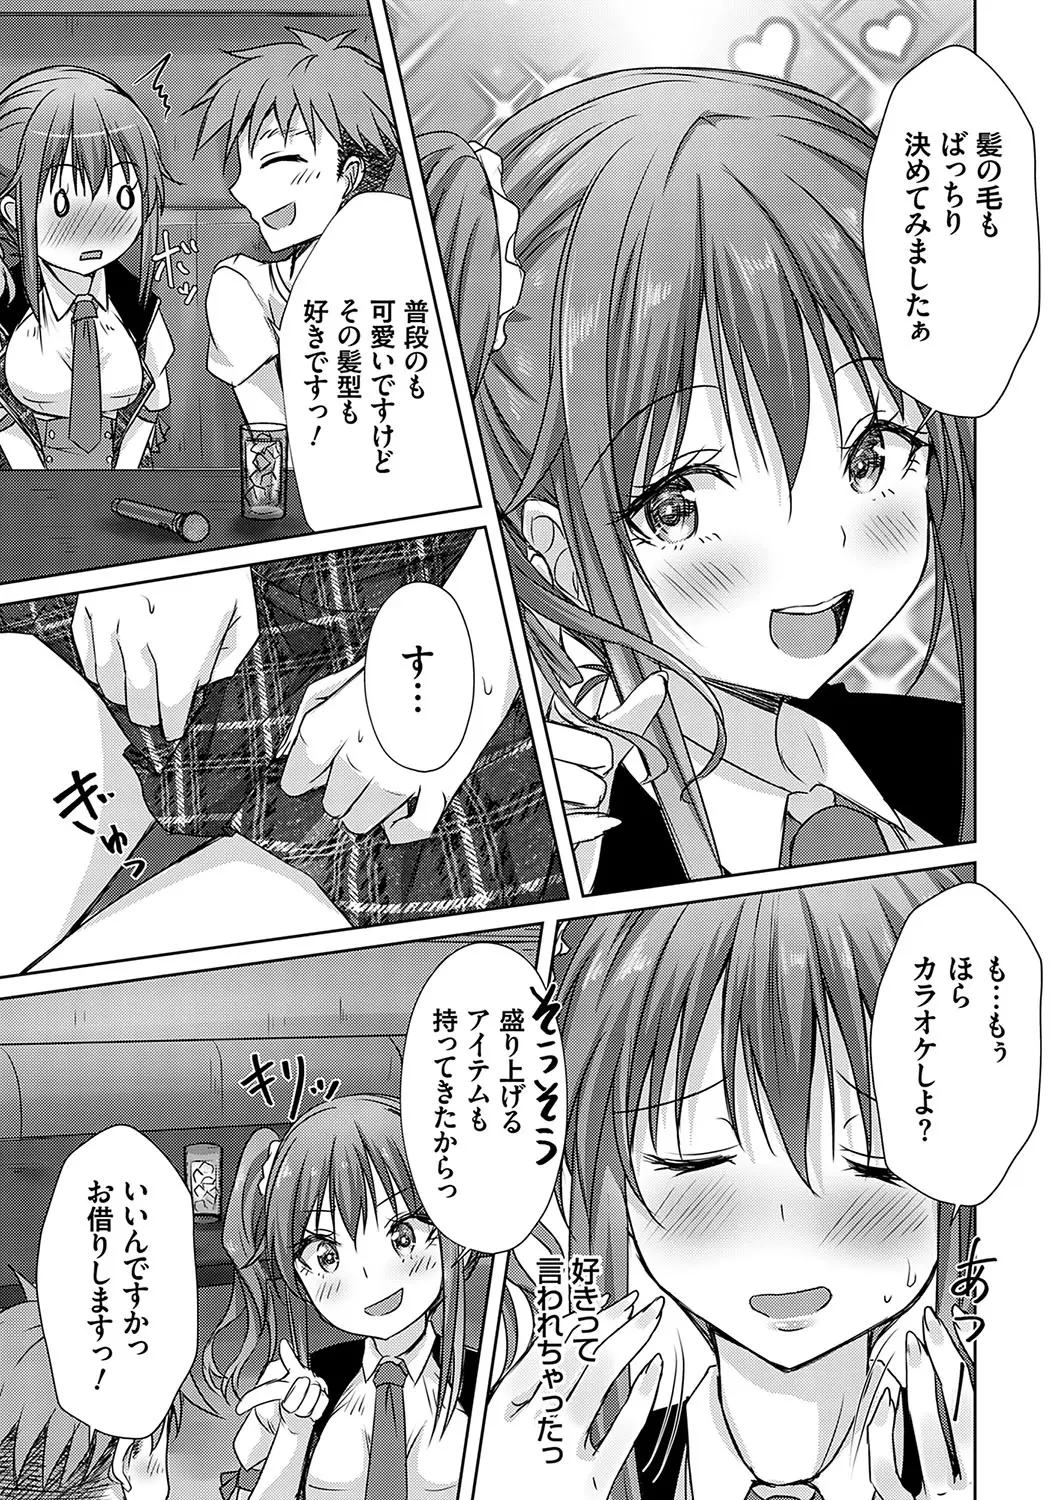 髪の毛も
ばっちり
決めてみましたぁ
普段のも
可愛いですけど
その髪型も
好きですっ！
ボッ
す…
ぎゅっ
も…もぅ
ほら
カラオケしよ？
あっ
好きって
言われちゃったっ
そうそう
盛り上げる
アイテムも
持ってきたからっ
キリッ
いいんですかっ
お借りしますっ！